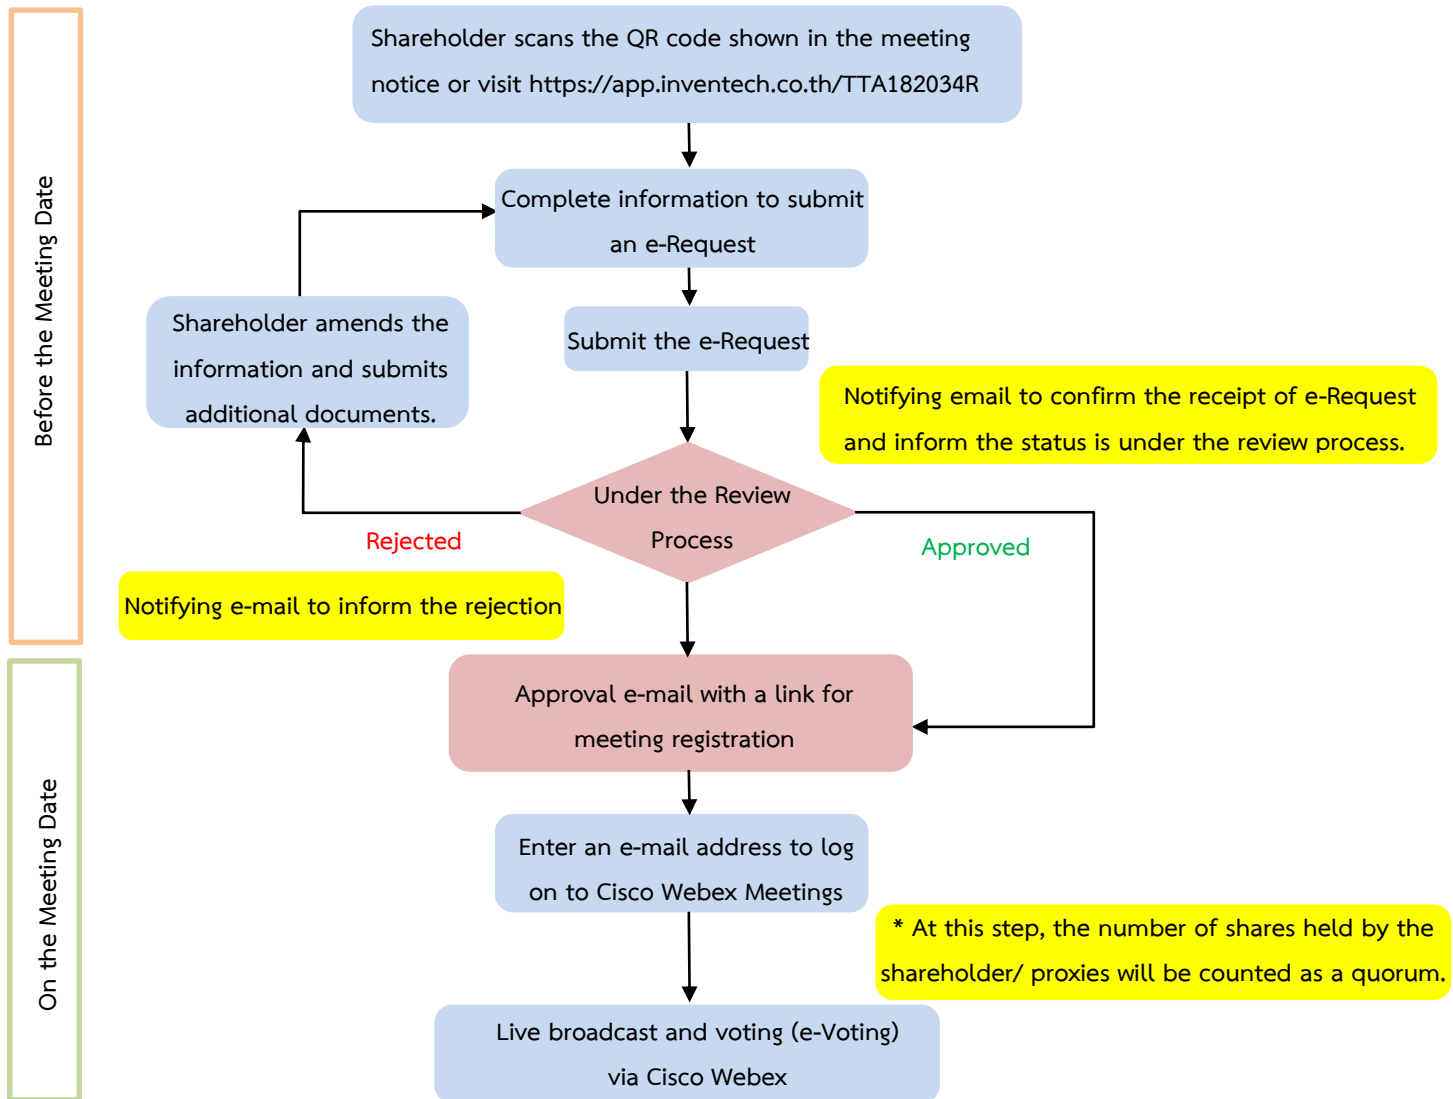 Before the Meeting Date
Shareholder scans the QR code shown in the meeting
notice or visit https://app.inventech.co.th/TTA182034R
Complete information to submit
an e-Request
Shareholder amends the
information and submits
additional documents.
Submit the e-Request
Notifying email to confirm the receipt of e-Request
and inform the status is under the review process.
Under the Review
Process
Rejected
Approved
Notifying e-mail to inform the rejection
On the Meeting Date
Approval e-mail with a link for
meeting registration
Enter an e-mail address to log
on to Cisco Webex Meetings
* At this step, the number of shares held by the
shareholder/ proxies will be counted as a quorum.
Live broadcast and voting (e-Voting)
via Cisco Webex